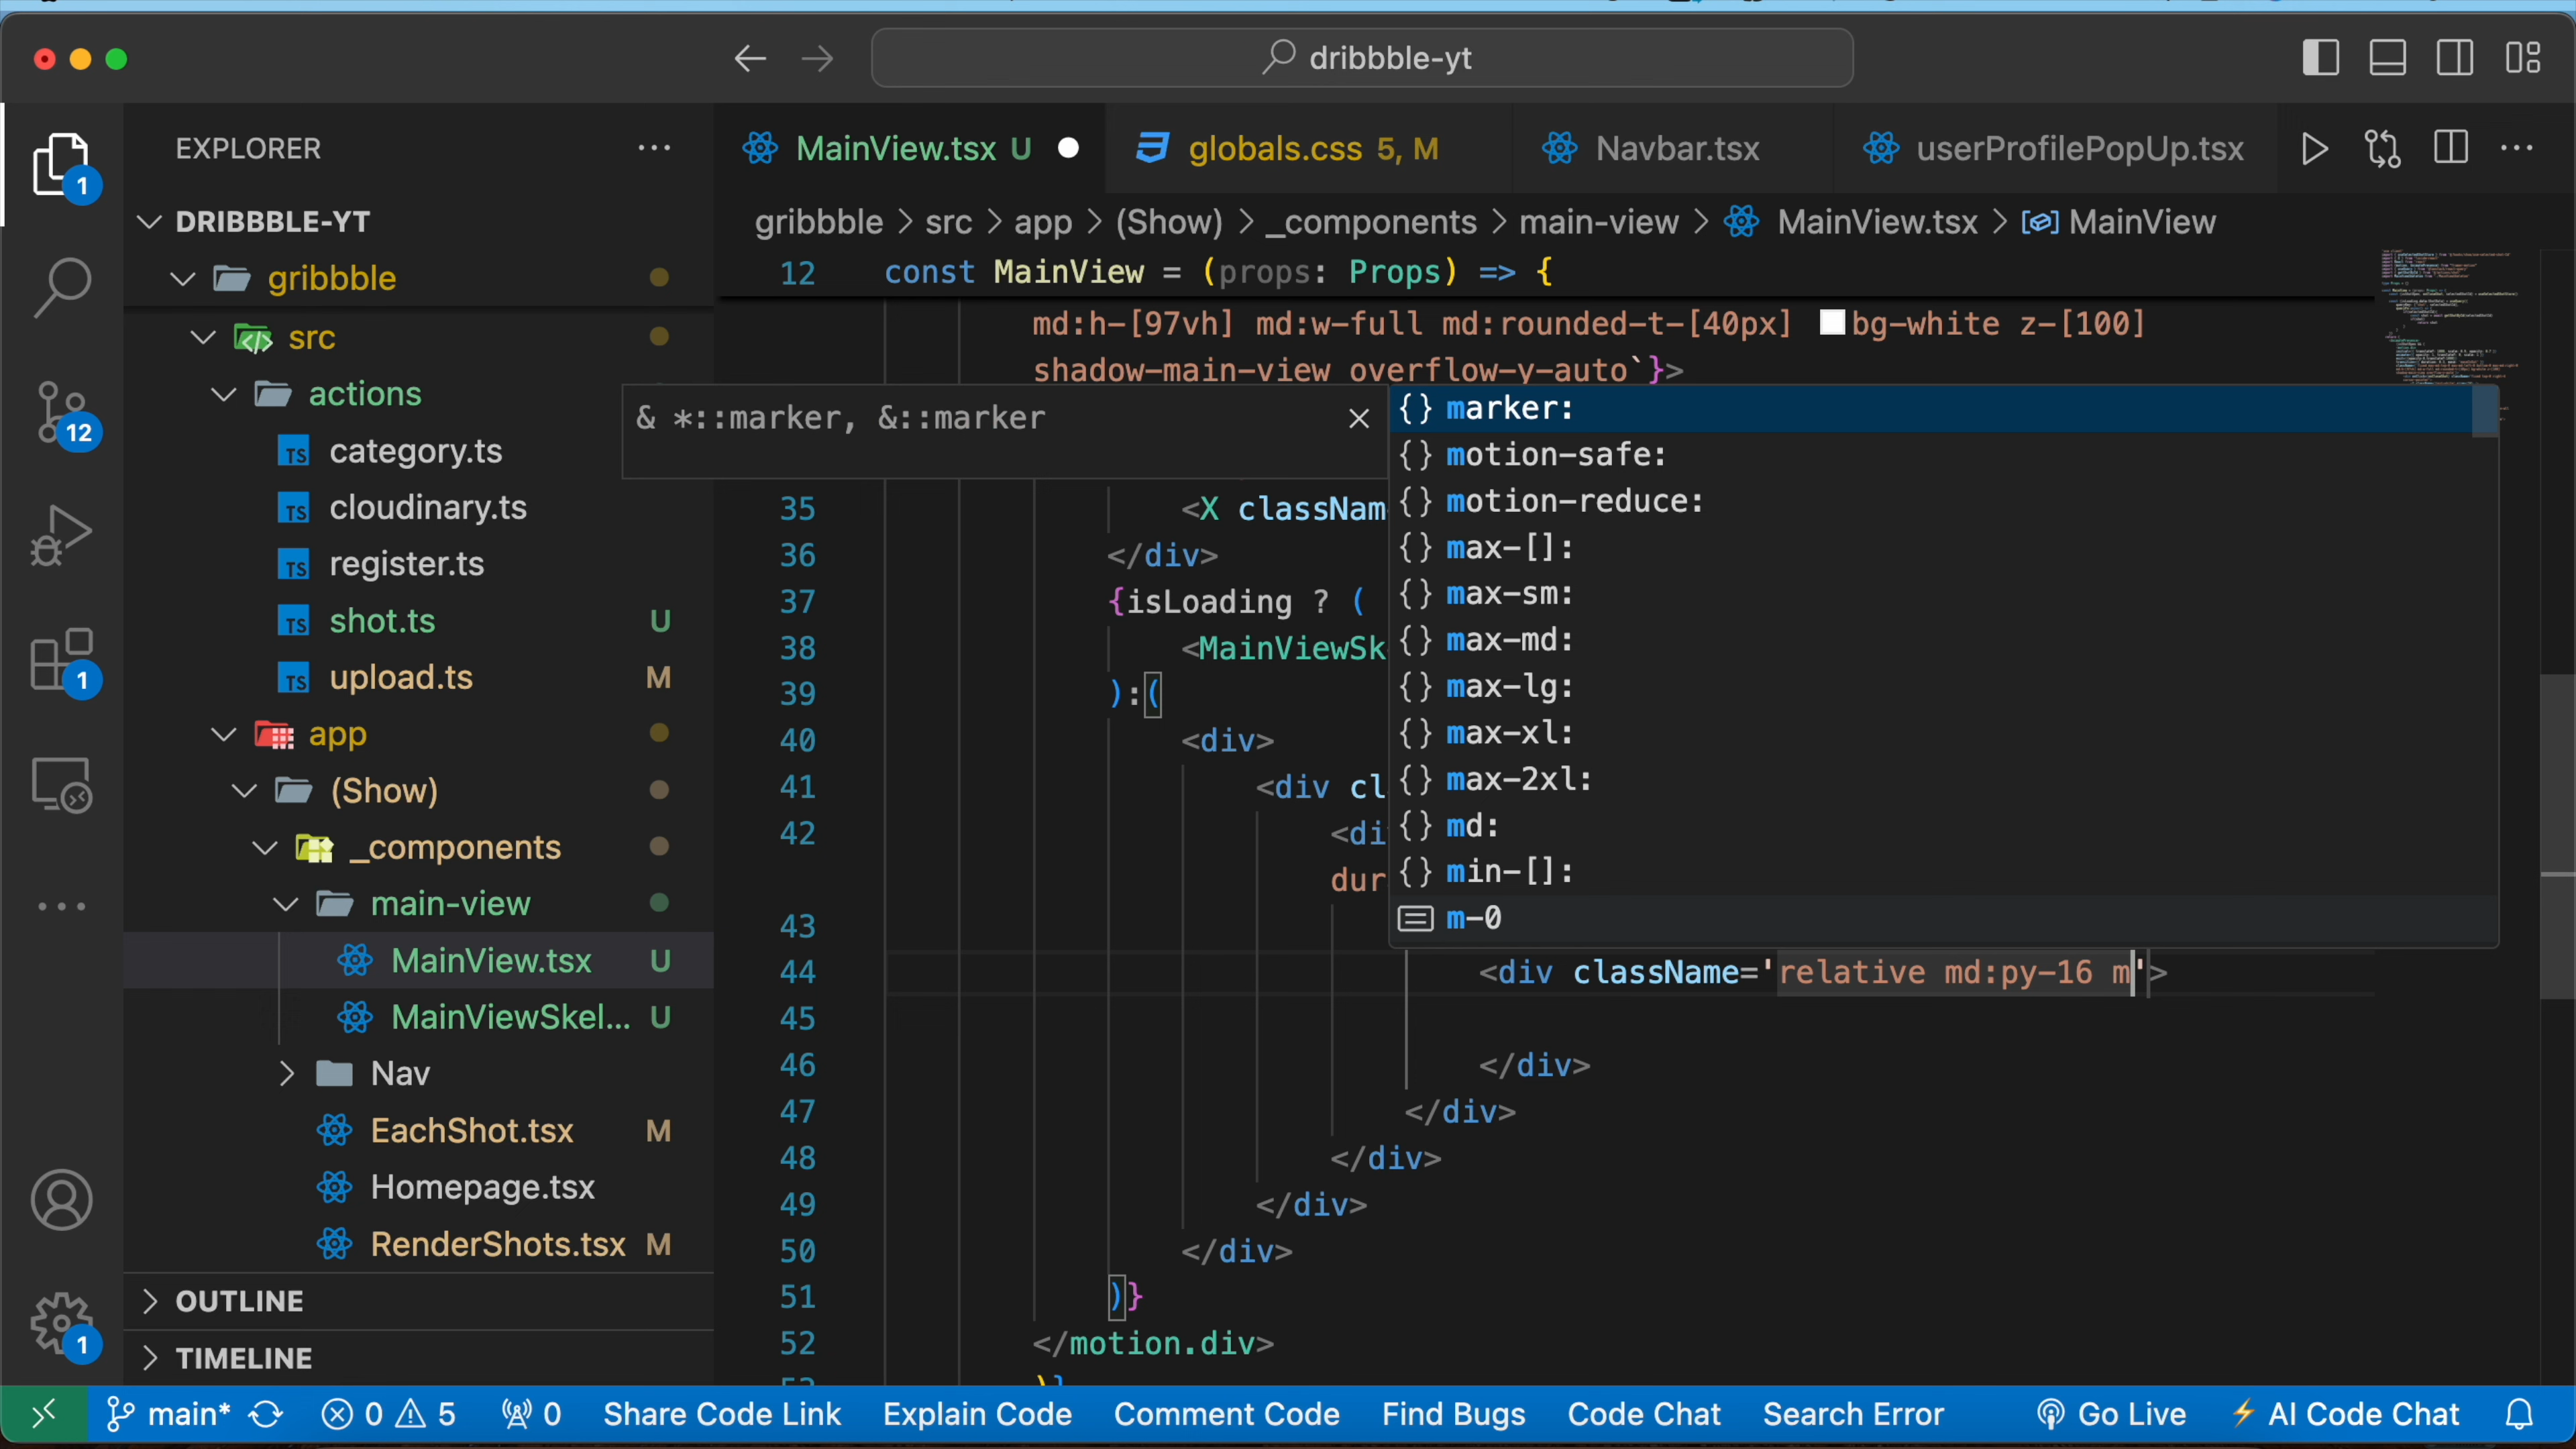 dribbble-yt
EXPLORER
MainView.tsx U
globals.css 5, M
Navbar.tsx
userProfilePopUp.tsx
1
DRIBBBLE-YT
gribbble > src > app > (Show) > _components > main-view > MainView.tsx > MainView
gribbble
12 const MainView = (props: Props) => {
src
md:h-[97vh] md:w-full md:rounded-t-[40px] bg-white z-[100]
shadow-main-view overflow-y-auto`}>
actions
12
& *::marker, &::marker
marker:
motion-safe:
motion-reduce:
max-[]:
max-sm:
max-md:
max-lg:
max-xl:
max-2xl:
md:
min-[]:
m-0
category.ts
cloudinary.ts
register.ts
shot.ts U
upload.ts M
1
app
(Show)
_components
main-view
MainView.tsx U
MainViewSkel... U
Nav
EachShot.tsx M
Homepage.tsx
RenderShots.tsx M
OUTLINE
1
TIMELINE
35 <X classNam
36 </div>
37 {isLoading ? (
38 <MainViewSk
39 ):(
40 <div>
41 <div cl
42 <di
dur
43
44 <div className='relative md:py-16 m'>
45
46 </div>
47 </div>
48 </div>
49 </div>
50 </div>
51 )}
52 </motion.div>
main* 0 5 0 Share Code Link Explain Code Comment Code Find Bugs Code Chat Search Error Go Live AI Code Chat